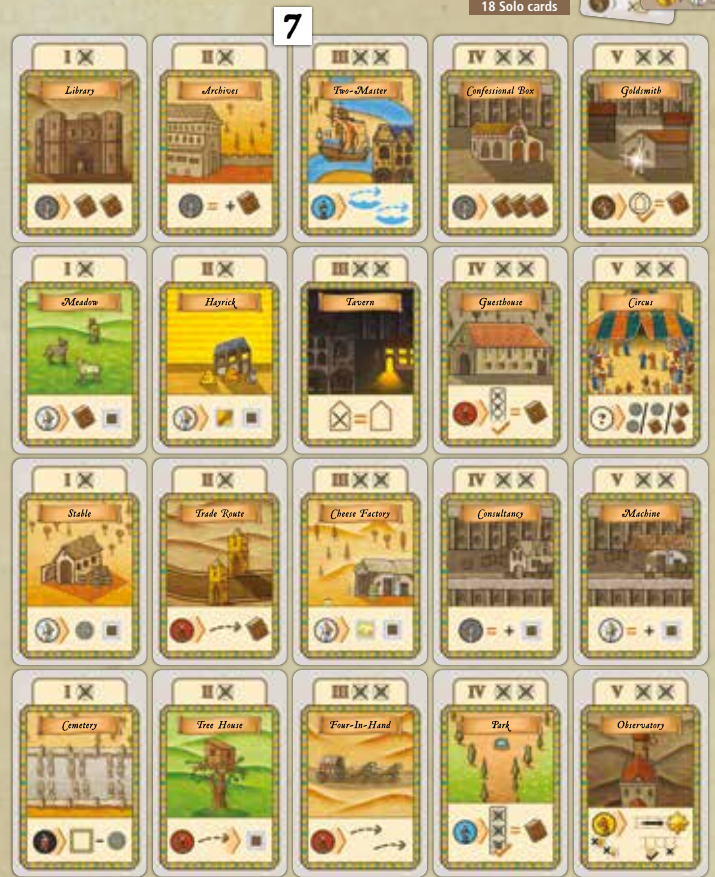 18 Solo cards
7
I
II
III
IV
V
Library
Archives
Two-Master
Confessional Box
Goldsmith
= +
=
I
II
III
IV
V
Meadow
Hayrick
Tavern
Guesthouse
Circus
=
=
?
/ /
I
II
III
IV
V
Stable
Trade Route
Cheese Factory
Consultancy
Machine
= +
= +
I
II
III
IV
V
Cemetery
Tree House
Four-In-Hand
Park
Observatory
-
=